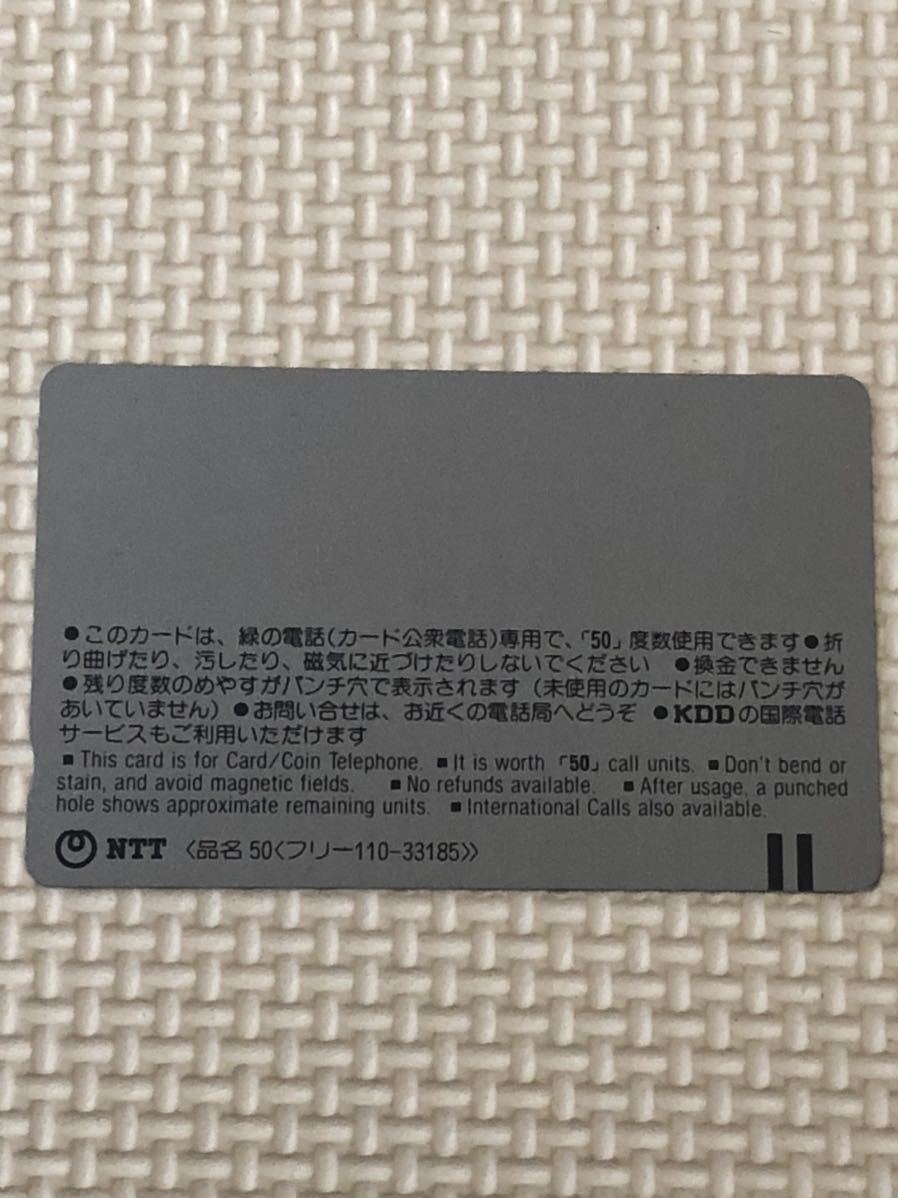 ●このカードは、緑の電話(カード公衆電話)専用で、「50」度数使用できます●折
り曲げたり、汚したり、磁気に近づけたりしないでください ●換金できません
●残り度数のめやすがパンチ穴で表示されます(未使用のカードにはパンチ穴が
あいていません)●お問い合せは、お近くの電話局へどうぞ ●KDDの国際電話
サービスもご利用いただけます
■ This card is for Card/Coin Telephone. ■ It is worth「50」call units. ■ Don't bend or
stain, and avoid magnetic fields. ■ No refunds available. ■ After usage, a punched
hole shows approximate remaining units. ■ International Calls also available.
NTT 〈品名 50〈フリー110-33185〉〉